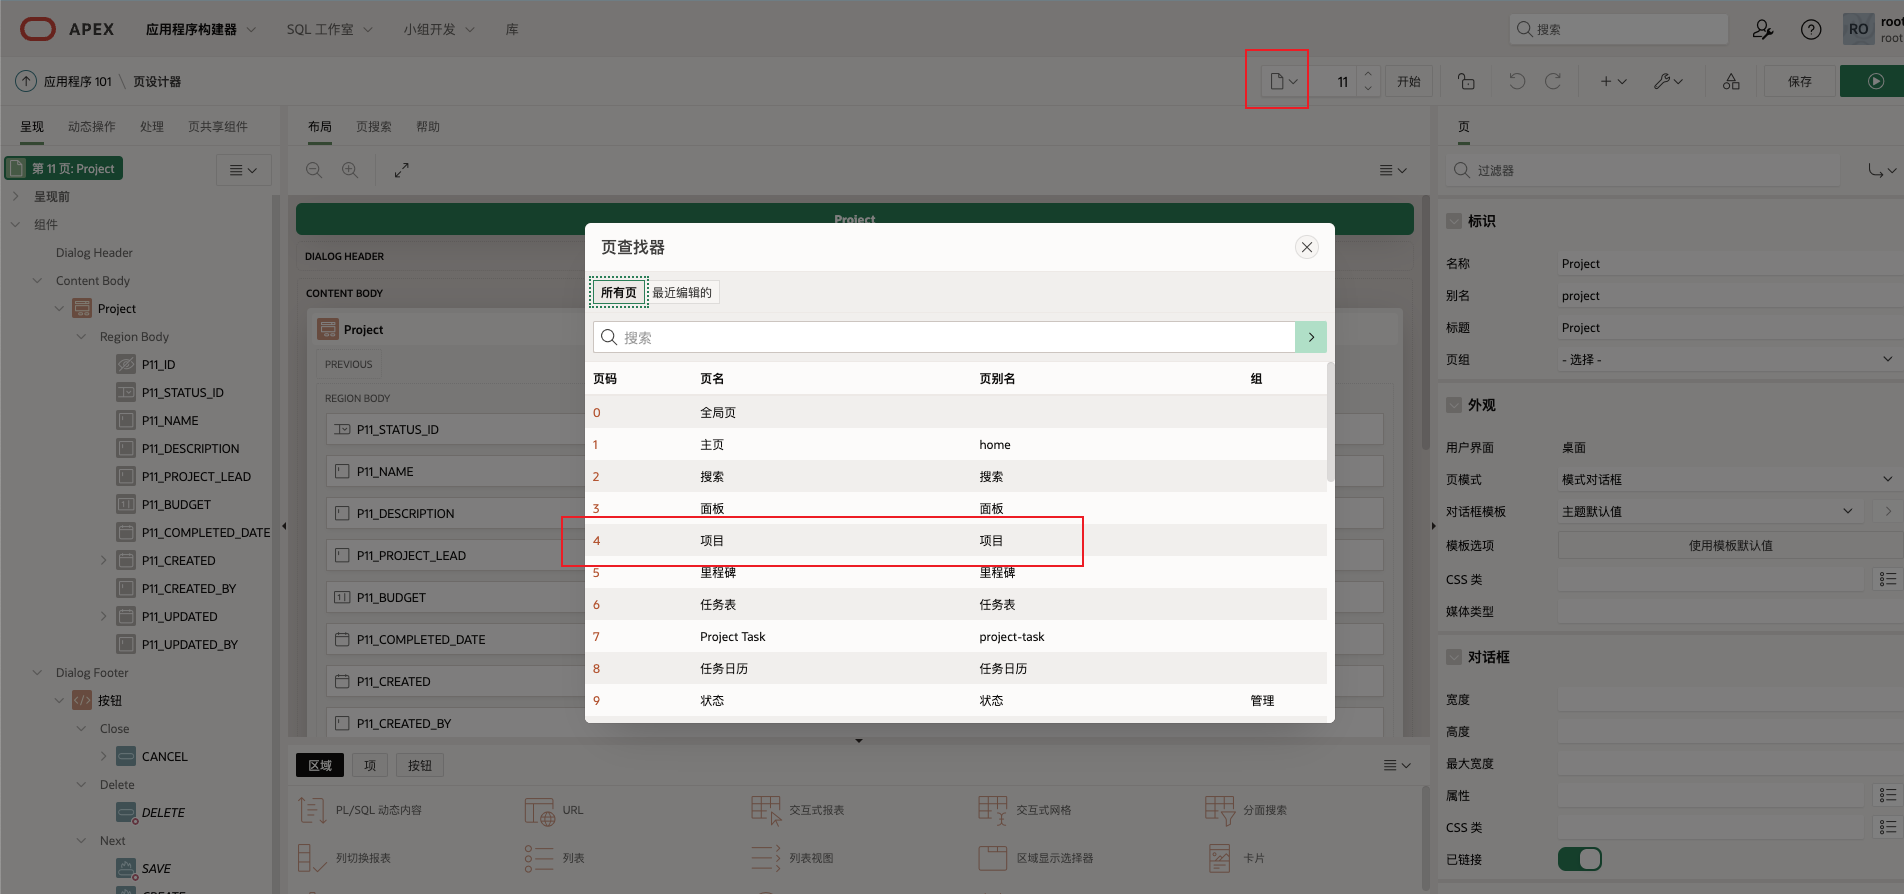 APEX 应用程序构建器 SQL 工作室 小组开发 库 搜索 RO root
root
应用程序 101 \ 页设计器 11 开始 保存
呈现 动态操作 处理 页共享组件 布局 页搜索 帮助 页
第 11 页: Project
过滤器
呈现前
组件
Dialog Header
Content Body
Project
Region Body
P11_ID
P11_STATUS_ID
P11_NAME
P11_DESCRIPTION
P11_PROJECT_LEAD
P11_BUDGET
P11_COMPLETED_DATE
P11_CREATED
P11_CREATED_BY
P11_UPDATED
P11_UPDATED_BY
Dialog Footer
按钮
Close
CANCEL
Delete
DELETE
Next
SAVE
CREATE
Project
DIALOG HEADER
CONTENT BODY
Project
PREVIOUS
REGION BODY
P11_STATUS_ID
P11_NAME
P11_DESCRIPTION
P11_PROJECT_LEAD
P11_BUDGET
P11_COMPLETED_DATE
P11_CREATED
P11_CREATED_BY
页查找器
所有页 最近编辑的
搜索
页码 页名 页别名 组
0 全局页
1 主页 home
2 搜索 搜索
3 面板 面板
4 项目 项目
5 里程碑 里程碑
6 任务表 任务表
7 Project Task project-task
8 任务日历 任务日历
9 状态 状态 管理
区域 项 按钮
PL/SQL 动态内容 URL 交互式报表 交互式网格 分面搜索
列切换报表 列表 列表视图 区域显示选择器 卡片
标识
名称 Project
别名 project
标题 Project
页组 - 选择 -
外观
用户界面 桌面
页模式 模式对话框
对话框模板 主题默认值
模板选项 使用模板默认值
CSS 类
媒体类型
对话框
宽度
高度
最大宽度
属性
CSS 类
已链接